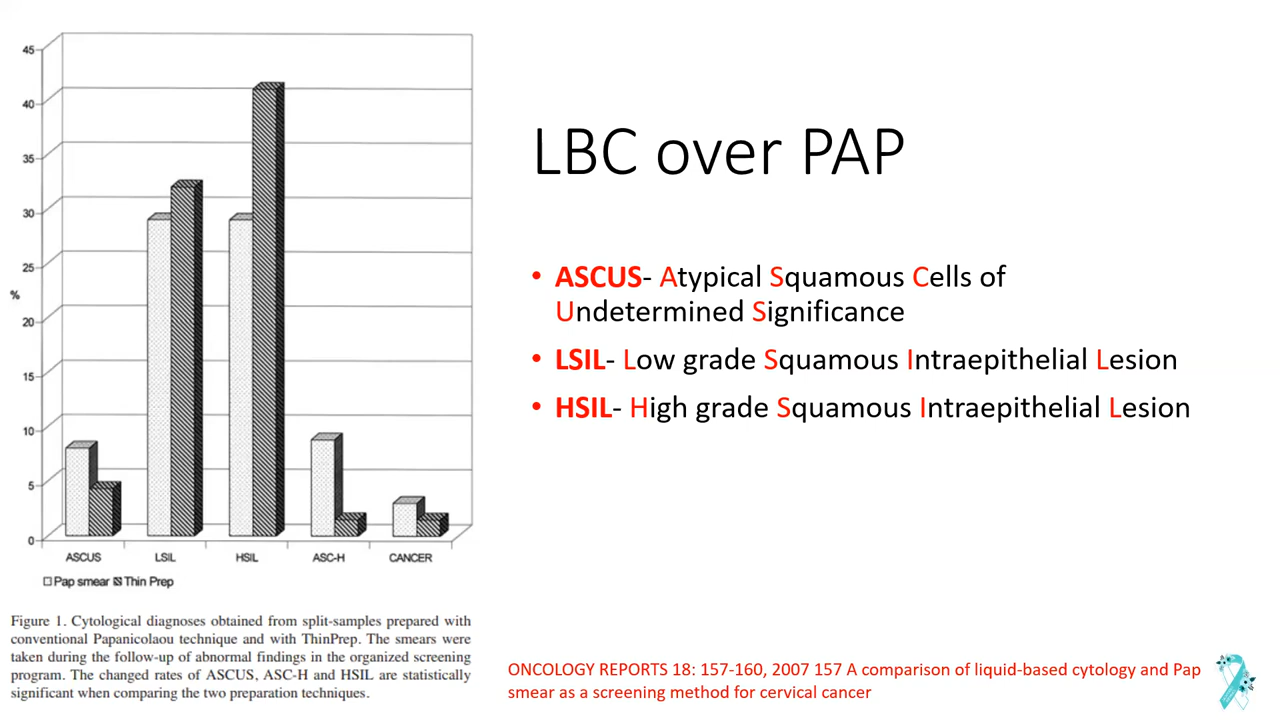 45
40
35
30
25
%
20
15
10
5
0
ASCUS LSIL HSIL ASC-H CANCER
Pap smear Thin Prep
Figure 1. Cytological diagnoses obtained from split-samples prepared with
conventional Papanicolaou technique and with ThinPrep. The smears were
taken during the follow-up of abnormal findings in the organized screening
program. The changed rates of ASCUS, ASC-H and HSIL are statistically
significant when comparing the two preparation techniques.
LBC over PAP
• ASCUS- Atypical Squamous Cells of
Undetermined Significance
• LSIL- Low grade Squamous Intraepithelial Lesion
• HSIL- High grade Squamous Intraepithelial Lesion
ONCOLOGY REPORTS 18: 157-160, 2007 157 A comparison of liquid-based cytology and Pap
smear as a screening method for cervical cancer